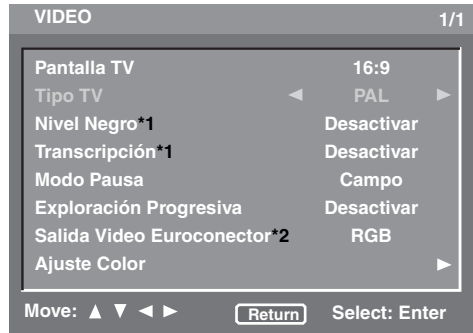 VIDEO 1/1
Pantalla TV 16:9
Tipo TV ◀ PAL ▶
Nivel Negro*1 Desactivar
Transcripción*1 Desactivar
Modo Pausa Campo
Exploración Progresiva Desactivar
Salida Video Euroconector*2 RGB
Ajuste Color ▶
Move: ▲ ▼ ◀ ▶ Return Select: Enter